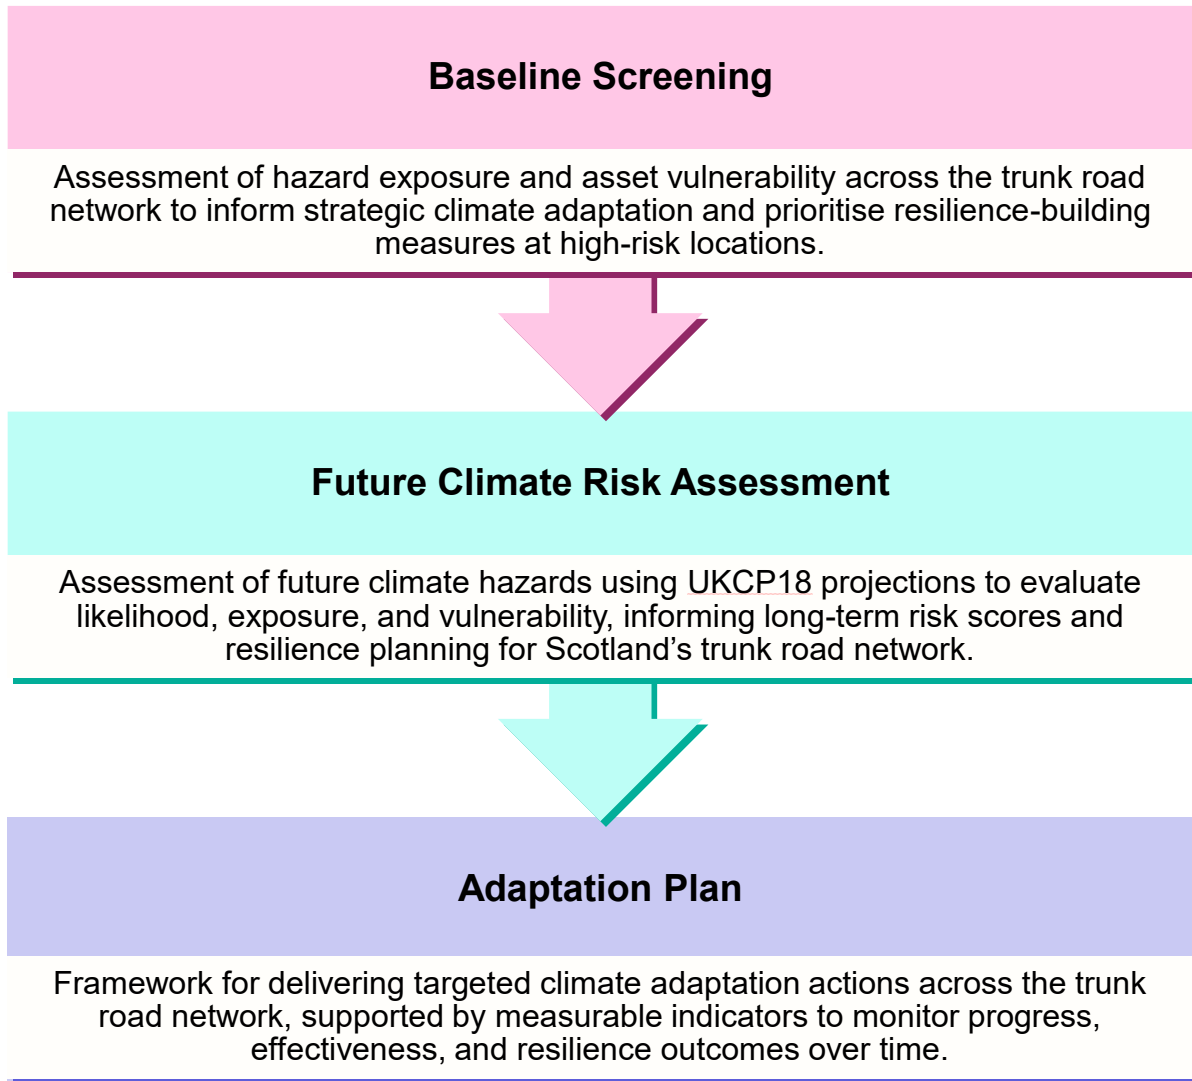 Baseline Screening
Assessment of hazard exposure and asset vulnerability across the trunk road
network to inform strategic climate adaptation and prioritise resilience-building
measures at high-risk locations.
Future Climate Risk Assessment
Assessment of future climate hazards using UKCP18 projections to evaluate
likelihood, exposure, and vulnerability, informing long-term risk scores and
resilience planning for Scotland’s trunk road network.
Adaptation Plan
Framework for delivering targeted climate adaptation actions across the trunk
road network, supported by measurable indicators to monitor progress,
effectiveness, and resilience outcomes over time.